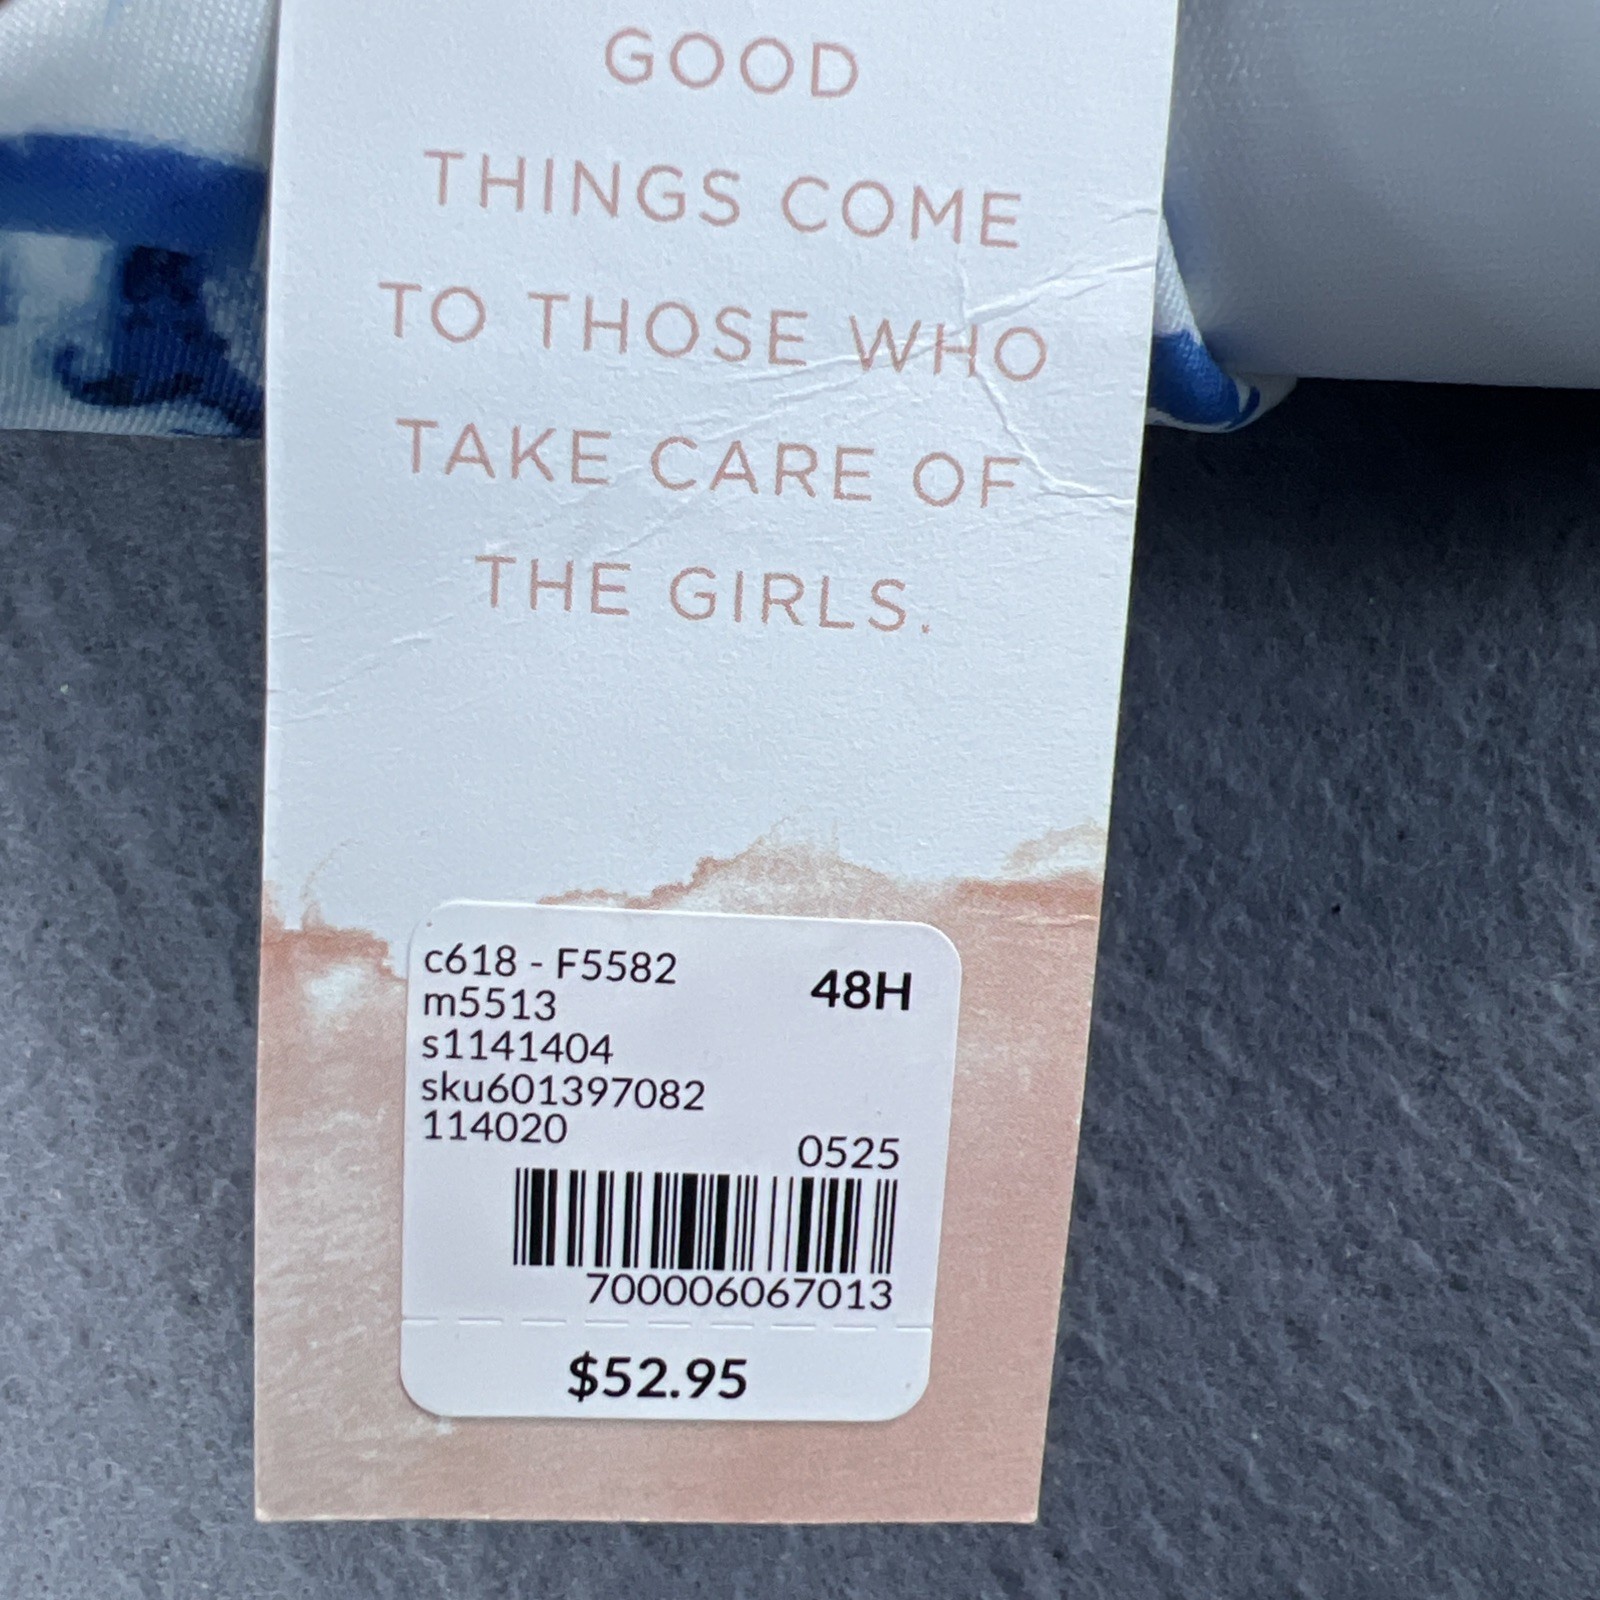 GOOD
THINGS COME
TO THOSE WHO
TAKE CARE OF
THE GIRLS.
c618 - F5582
48H
m5513
s1141404
sku601397082
114020
0525
700006067013
$52.95